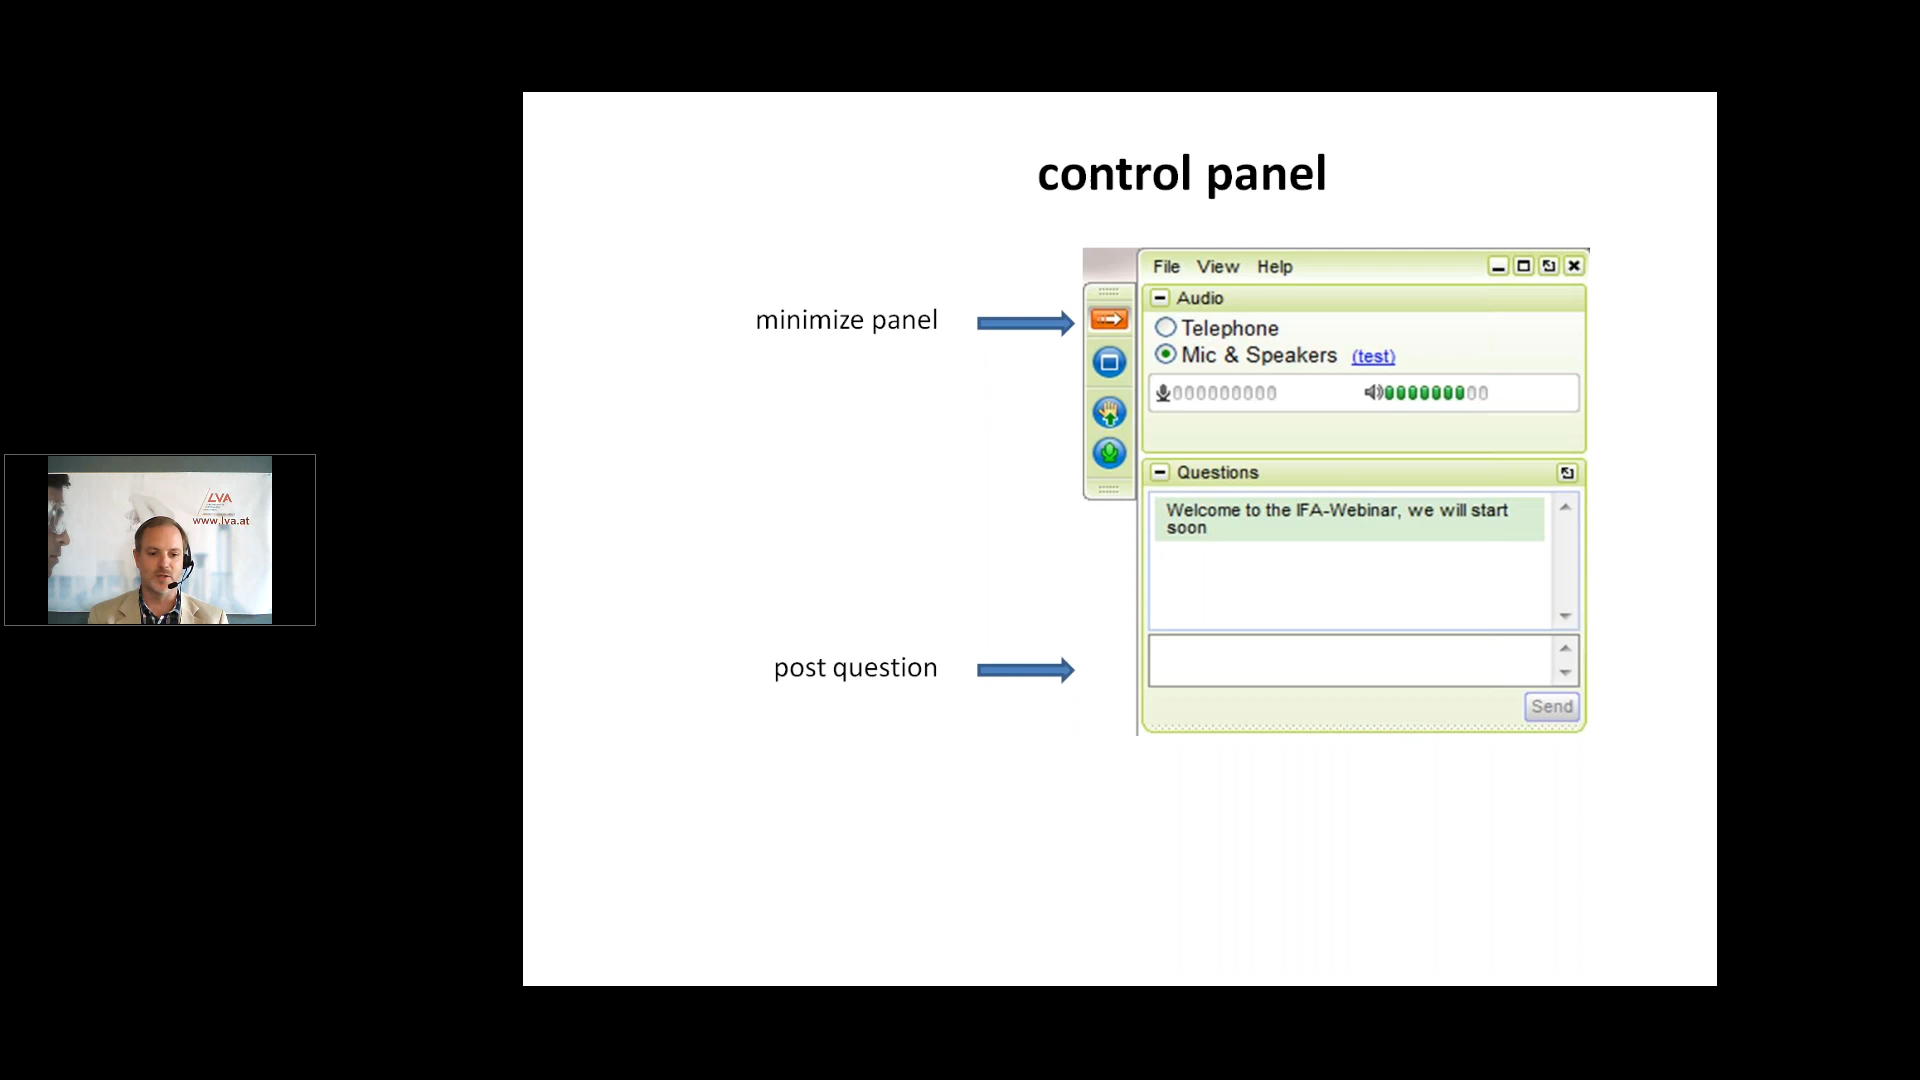 control panel
File View Help
Audio
minimize panel
Telephone
Mic & Speakers (test)
Questions
Welcome to the IFA-Webinar, we will start
soon
LVA
www.lva.at
post question
Send